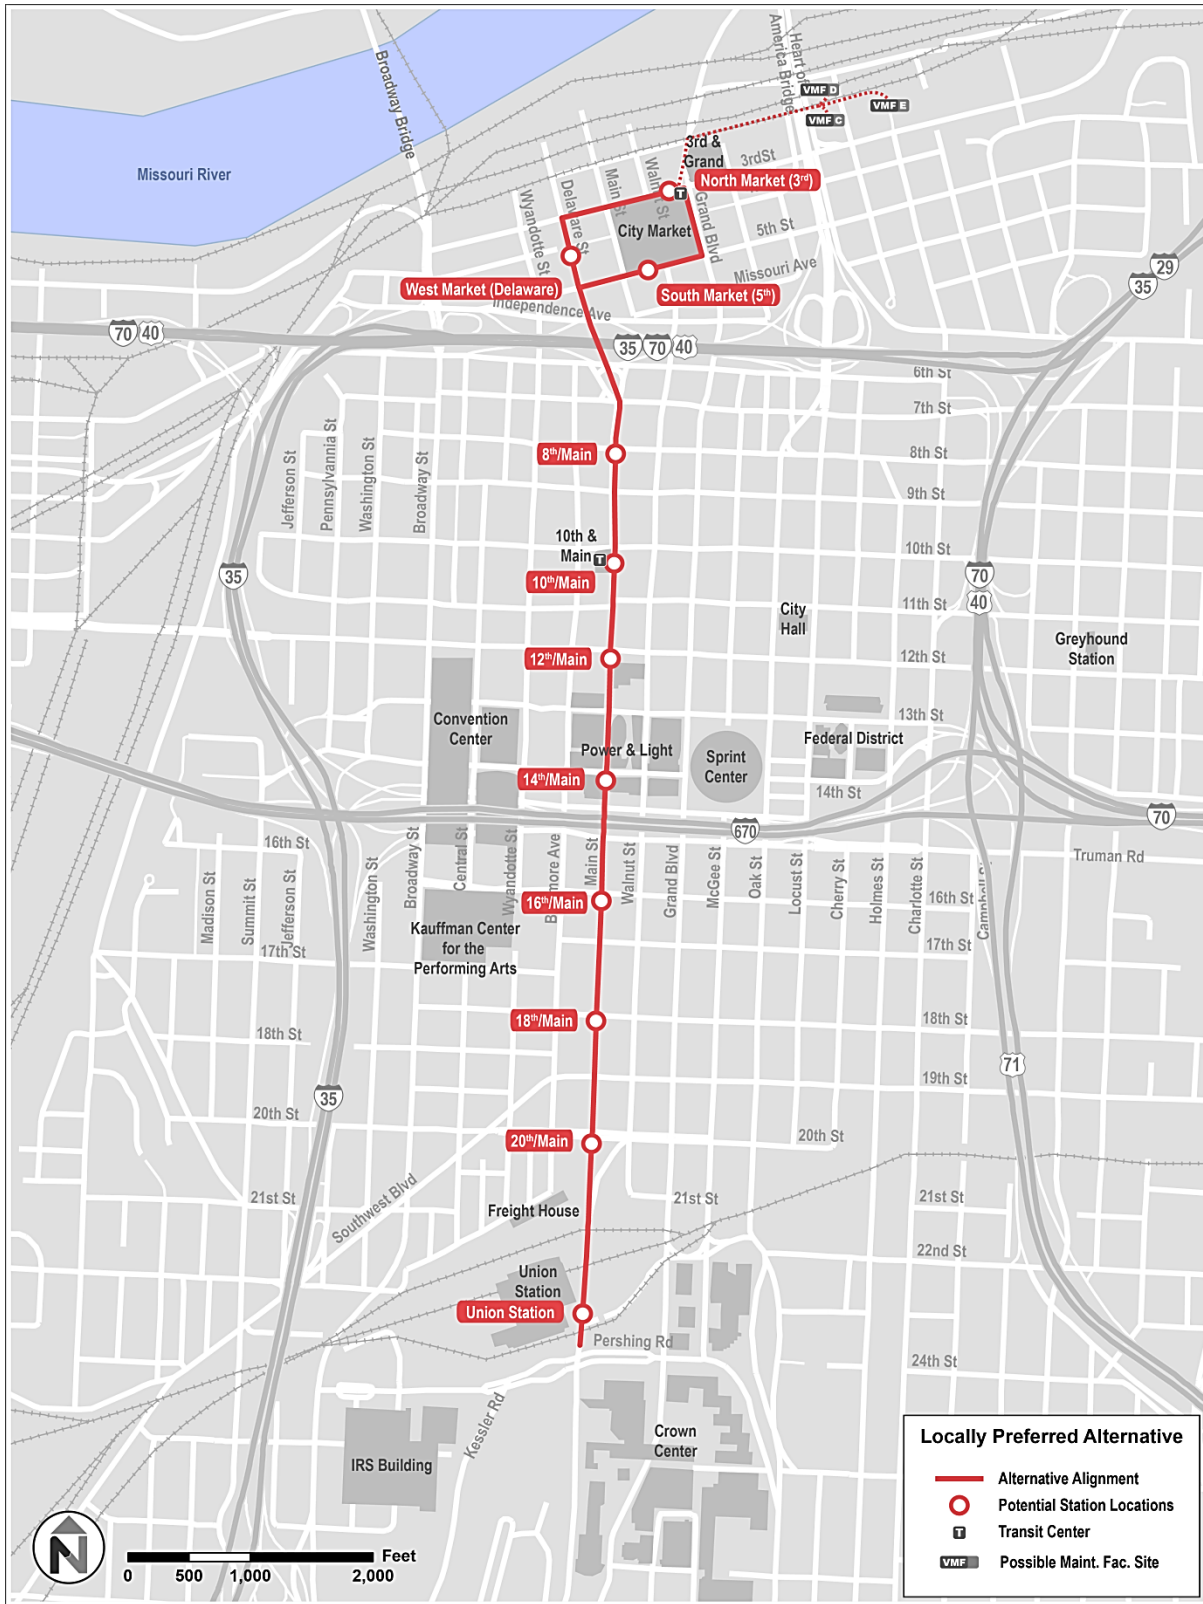 Broadway Bridge
Heart of
America Bridge
VMF D
VMF E
VMF C
Missouri River
3rd &
Grand
3rdSt
North Market (3rd)
T
Walnut St
Main St
Delaware St
Wyandotte St
City Market
Grand Blvd
5th St
Missouri Ave
West Market (Delaware)
South Market (5th)
Independence Ave
29
35
70
40
35
70
40
6th St
7th St
8th/Main
8th St
9th St
Jefferson St
Pennsylvannia St
Washington St
Broadway St
10th &
Main
T
10th/Main
10th St
35
70
40
11th St
City
Hall
Greyhound
Station
12th/Main
12th St
13th St
Convention
Center
Power & Light
Sprint
Center
Federal District
14th/Main
14th St
670
70
16th St
Truman Rd
Madison St
Summit St
Jefferson St
Washington St
Broadway St
Central St
Wyandotte St
Main St
Walnut St
Grand Blvd
McGee St
Oak St
Locust St
Cherry St
Holmes St
Charlotte St
16th/Main
16th St
Kauffman Center
for the
Performing Arts
17th St
17th St
18th/Main
18th St
18th St
71
19th St
35
20th St
20th/Main
20th St
21st St
Southwest Blvd
Freight House
21st St
21st St
22nd St
Union
Station
Union Station
Pershing Rd
24th St
Kessler Rd
Crown
Center
IRS Building
N
Feet
0 500 1,000 2,000
Locally Preferred Alternative
Alternative Alignment
Potential Station Locations
T Transit Center
VMF Possible Maint. Fac. Site